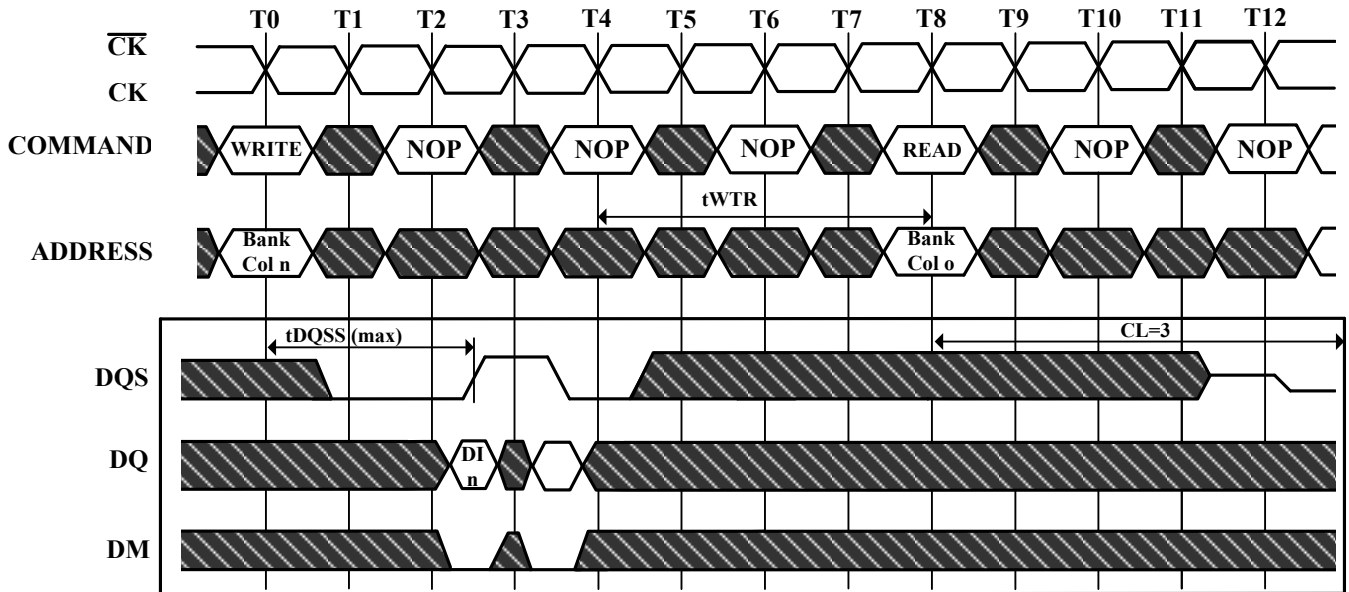 T0 T1 T2 T3 T4 T5 T6 T7 T8 T9 T10 T11 T12
CK
CK
COMMAND WRITE NOP NOP NOP READ NOP NOP
tWTR
ADDRESS Bank Col n Bank Col o
tDQSS (max) CL=3
DQS
DQ DI n
DM